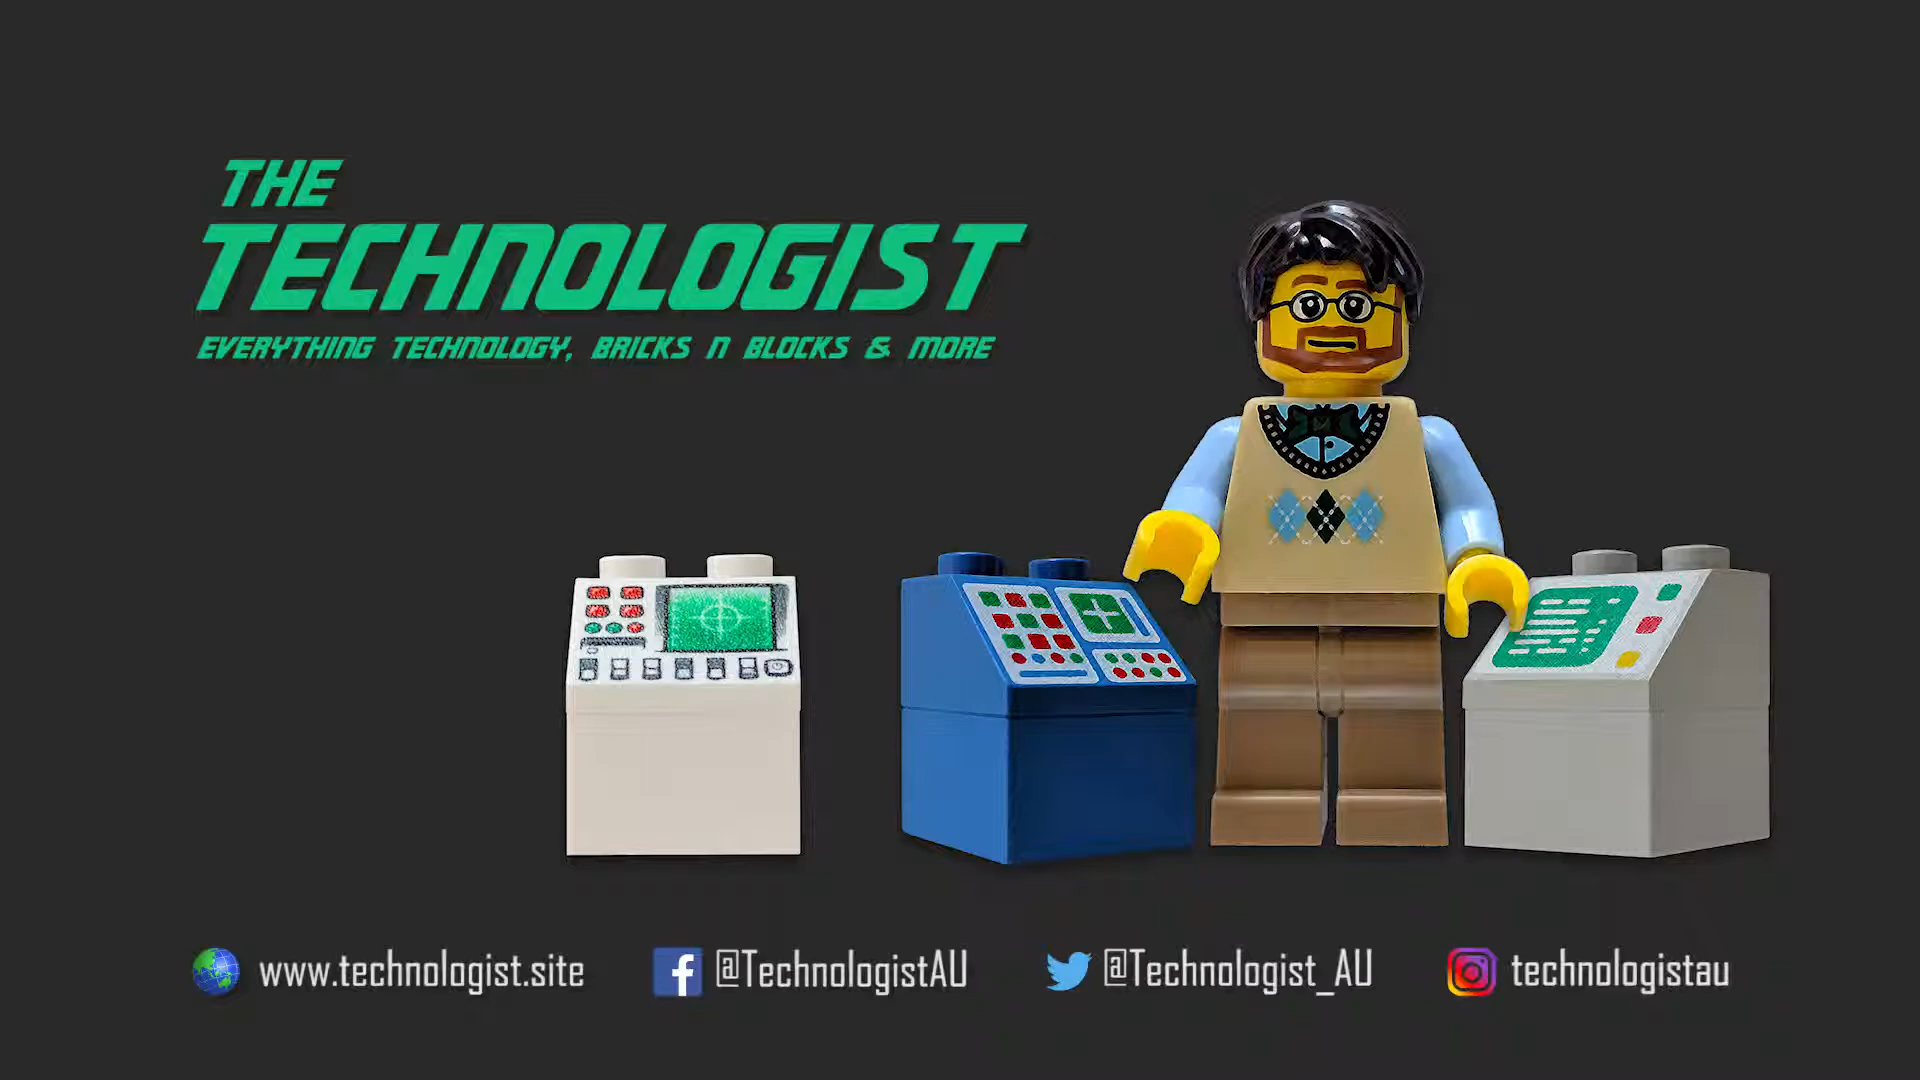 THE
TECHNOLOGIST
EVERYTHING TECHNOLOGY, BRICKS N BLOCKS & MORE
www.technologist.site
@TechnologistAU
@Technologist_AU
technologistau